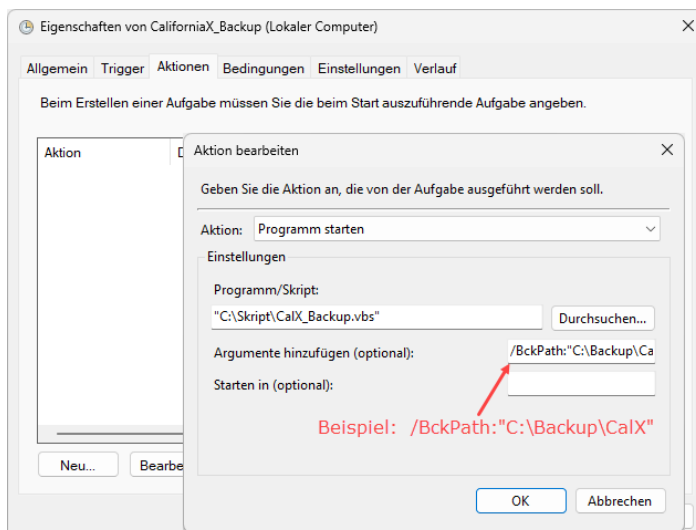 Eigenschaften von CaliforniaX_Backup (Lokaler Computer)
Allgemein Trigger Aktionen Bedingungen Einstellungen Verlauf
Beim Erstellen einer Aufgabe müssen Sie die beim Start auszuführende Aufgabe angeben.
Aktion
Aktion bearbeiten
Geben Sie die Aktion an, die von der Aufgabe ausgeführt werden soll.
Aktion: Programm starten
Einstellungen
Programm/Skript:
"C:\Skript\CalX_Backup.vbs" Durchsuchen...
Argumente hinzufügen (optional): /BckPath:"C:\Backup\Ca
Starten in (optional):
Beispiel: /BckPath:"C:\Backup\CalX"
Neu... Bearbe
OK Abbrechen